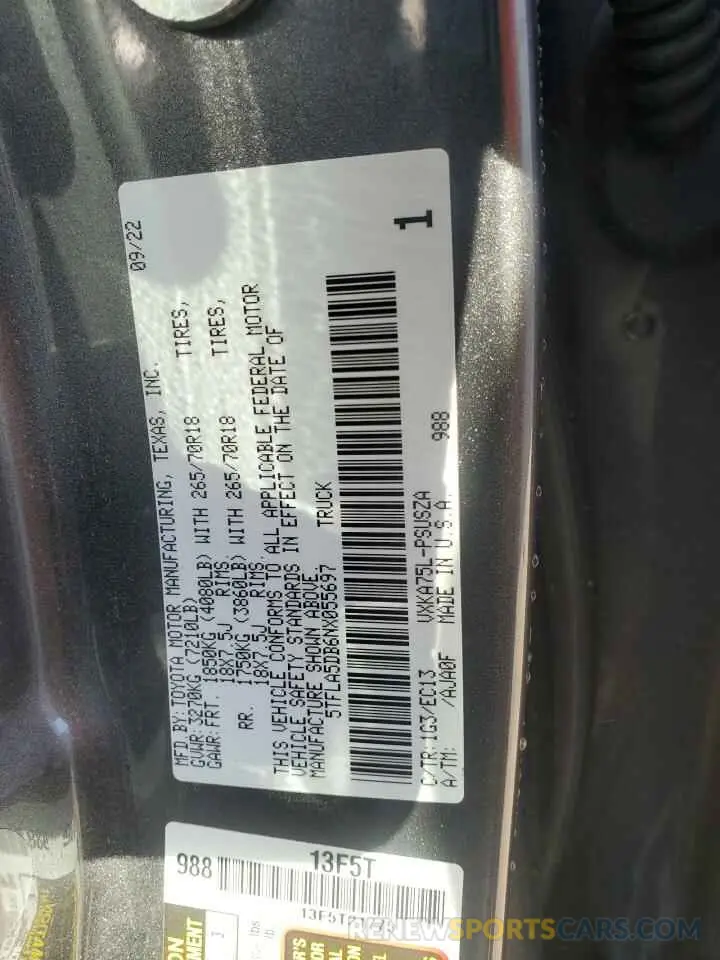 MFD.BY:TOYOTA MOTOR MANUFACTURING, TEXAS, INC. 09/22
GVWR:3270KG (7210LB)
GAWR:FRT. 1850KG (4080LB) WITH 265/70R18 TIRES,
18X7.5J RIMS.
RR. 1750KG (3860LB) WITH 265/70R18 TIRES,
18X7.5J RIMS.
THIS VEHICLE CONFORMS TO ALL APPLICABLE FEDERAL MOTOR
VEHICLE SAFETY STANDARDS IN EFFECT ON THE DATE OF
MANUFACTURE SHOWN ABOVE.
5TFLA5DB6NX055697 TRUCK
1
C/TR:1G3/EC13 VXKA75L-PSUSZA 988
A/TM: /AJA0F MADE IN U.S.A.
988 13F5T
RENEWSPORTSCARS.COM